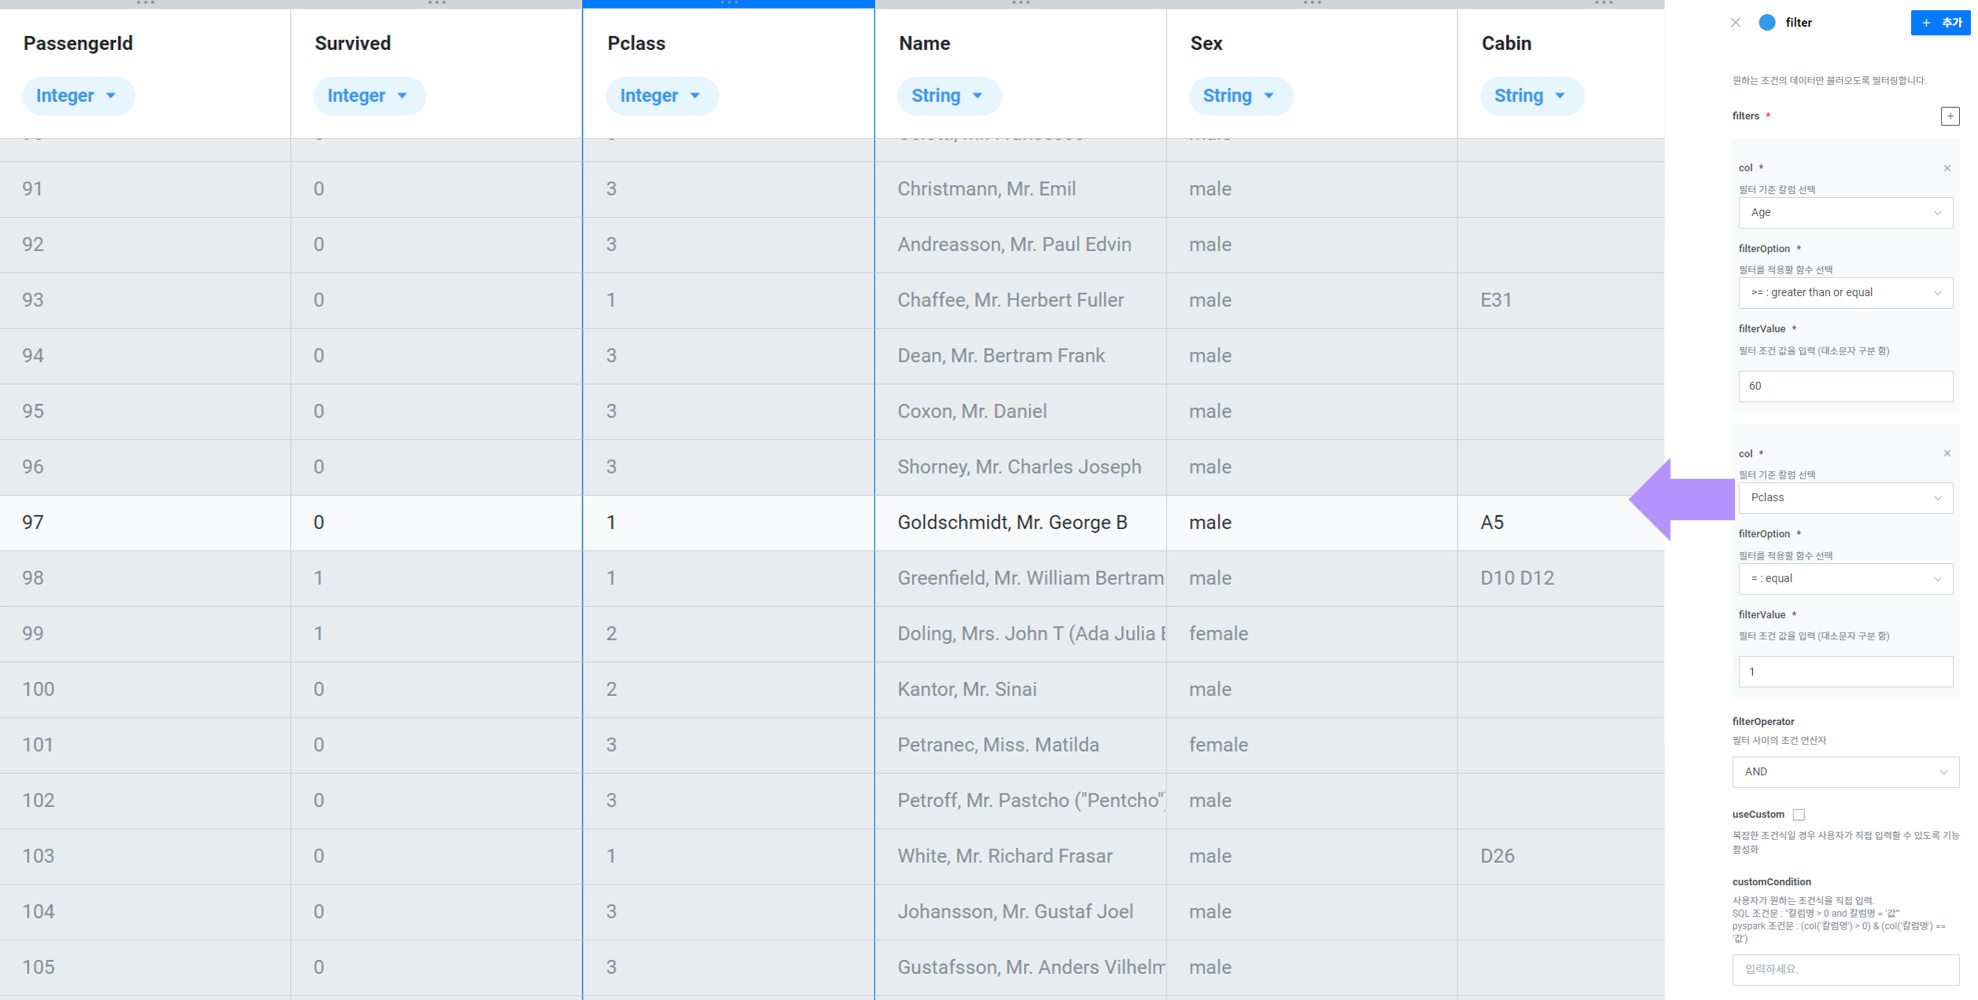 PassengerId Survived Pclass Name Sex Cabin
Integer Integer Integer String String String
91 0 3 Christmann, Mr. Emil male
92 0 3 Andreasson, Mr. Paul Edvin male
93 0 1 Chaffee, Mr. Herbert Fuller male E31
94 0 3 Dean, Mr. Bertram Frank male
95 0 3 Coxon, Mr. Daniel male
96 0 3 Shorney, Mr. Charles Joseph male
97 0 1 Goldschmidt, Mr. George B male A5
98 1 1 Greenfield, Mr. William Bertram male D10 D12
99 1 2 Doling, Mrs. John T (Ada Julia female
100 0 2 Kantor, Mr. Sinai male
101 0 3 Petranec, Miss. Matilda female
102 0 3 Petroff, Mr. Pastcho ("Pentcho") male
103 0 1 White, Mr. Richard Frasar male D26
104 0 3 Johansson, Mr. Gustaf Joel male
105 0 3 Gustafsson, Mr. Anders Vilhelm male
filter
+ 추가
원하는 조건의 데이터만 불러오도록 필터링합니다.
filters *
col *
필터 기준 칼럼 선택
Age
filterOption *
필터를 적용할 함수 선택
>= : greater than or equal
filterValue *
필터 조건 값을 입력 (대소문자 구분 함)
60
col *
필터 기준 칼럼 선택
Pclass
filterOption *
필터를 적용할 함수 선택
= : equal
filterValue *
필터 조건 값을 입력 (대소문자 구분 함)
1
filterOperator
필터 사이의 조건 연산자
AND
useCustom
복잡한 조건식일 경우 사용자가 직접 입력할 수 있도록 기능
활성화
customCondition
사용자가 원하는 조건식을 직접 입력.
SQL 조건문 : "칼럼명 > 0 and 칼럼명 = '값'"
pyspark 조건문 : (col('칼럼명') > 0) & (col('칼럼명') ==
'값')
입력하세요.